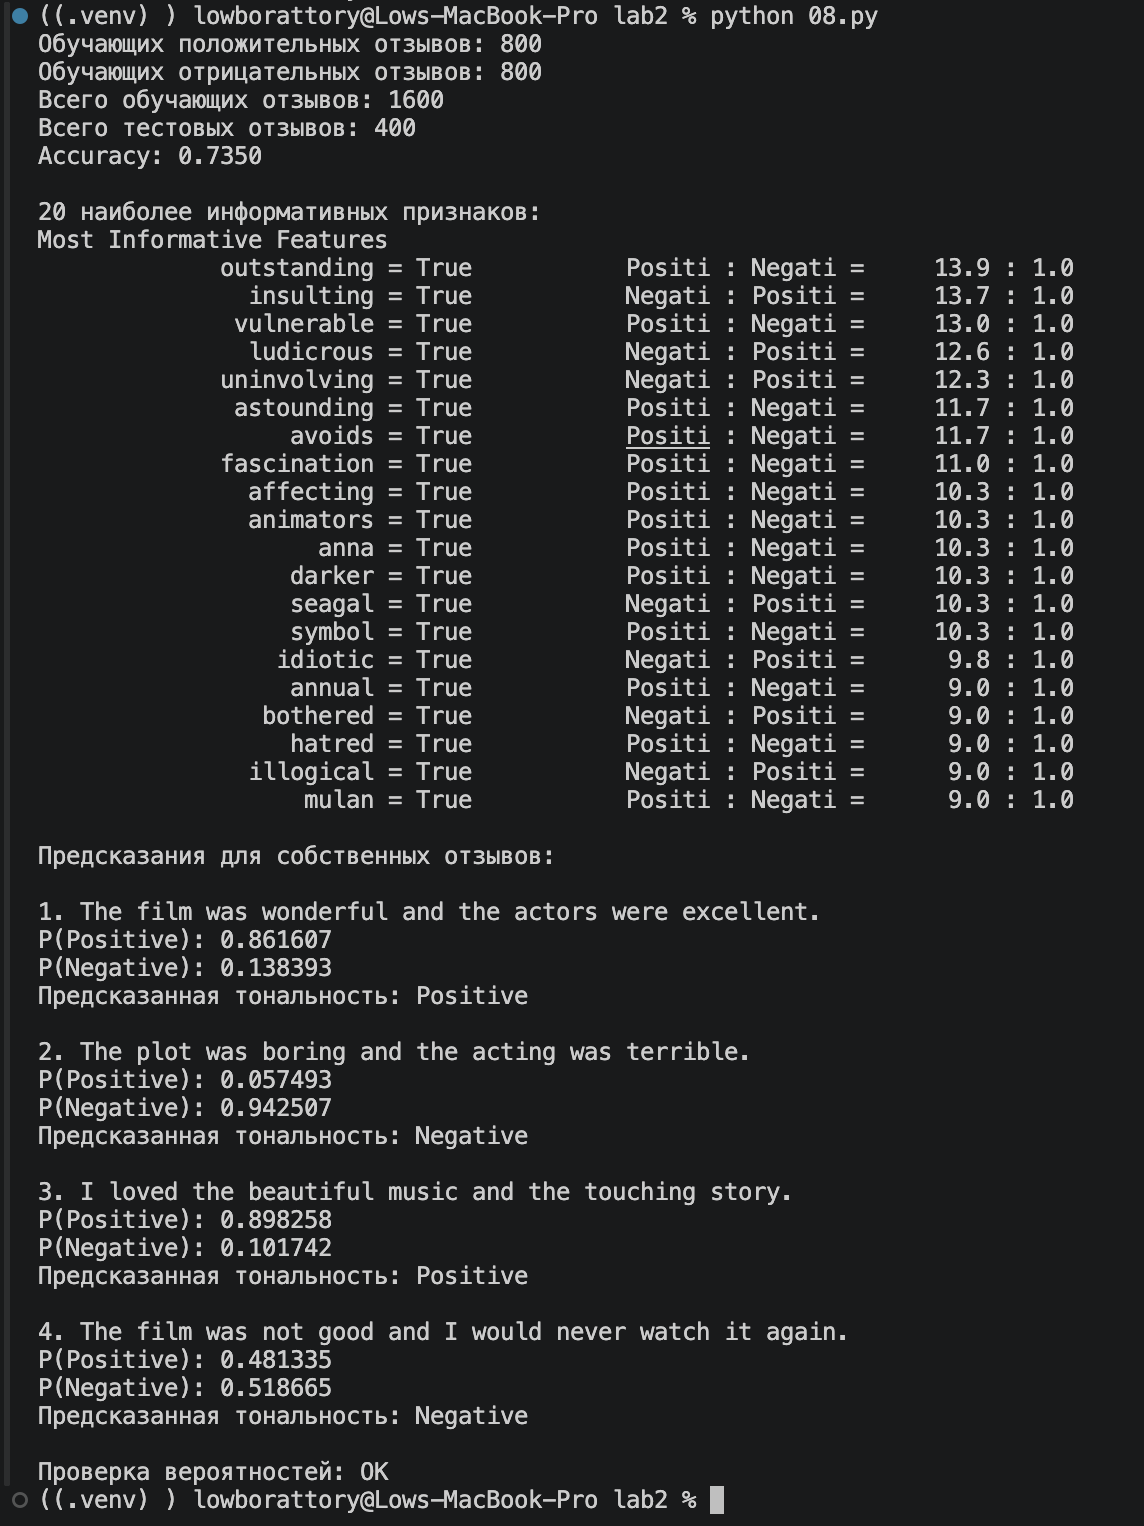 ((.venv) ) lowborattory@Lows-MacBook-Pro lab2 % python 08.py
Обучающих положительных отзывов: 800
Обучающих отрицательных отзывов: 800
Всего обучающих отзывов: 1600
Всего тестовых отзывов: 400
Accuracy: 0.7350
20 наиболее информативных признаков:
Most Informative Features
outstanding = True Positi : Negati = 13.9 : 1.0
insulting = True Negati : Positi = 13.7 : 1.0
vulnerable = True Positi : Negati = 13.0 : 1.0
ludicrous = True Negati : Positi = 12.6 : 1.0
uninvolving = True Negati : Positi = 12.3 : 1.0
astounding = True Positi : Negati = 11.7 : 1.0
avoids = True Positi : Negati = 11.7 : 1.0
fascination = True Positi : Negati = 11.0 : 1.0
affecting = True Positi : Negati = 10.3 : 1.0
animators = True Positi : Negati = 10.3 : 1.0
anna = True Positi : Negati = 10.3 : 1.0
darker = True Positi : Negati = 10.3 : 1.0
seagal = True Negati : Positi = 10.3 : 1.0
symbol = True Positi : Negati = 10.3 : 1.0
idiotic = True Negati : Positi = 9.8 : 1.0
annual = True Positi : Negati = 9.0 : 1.0
bothered = True Negati : Positi = 9.0 : 1.0
hatred = True Positi : Negati = 9.0 : 1.0
illogical = True Negati : Positi = 9.0 : 1.0
mulan = True Positi : Negati = 9.0 : 1.0
Предсказания для собственных отзывов:
1. The film was wonderful and the actors were excellent.
P(Positive): 0.861607
P(Negative): 0.138393
Предсказанная тональность: Positive
2. The plot was boring and the acting was terrible.
P(Positive): 0.057493
P(Negative): 0.942507
Предсказанная тональность: Negative
3. I loved the beautiful music and the touching story.
P(Positive): 0.898258
P(Negative): 0.101742
Предсказанная тональность: Positive
4. The film was not good and I would never watch it again.
P(Positive): 0.481335
P(Negative): 0.518665
Предсказанная тональность: Negative
Проверка вероятностей: OK
((.venv) ) lowborattory@Lows-MacBook-Pro lab2 %